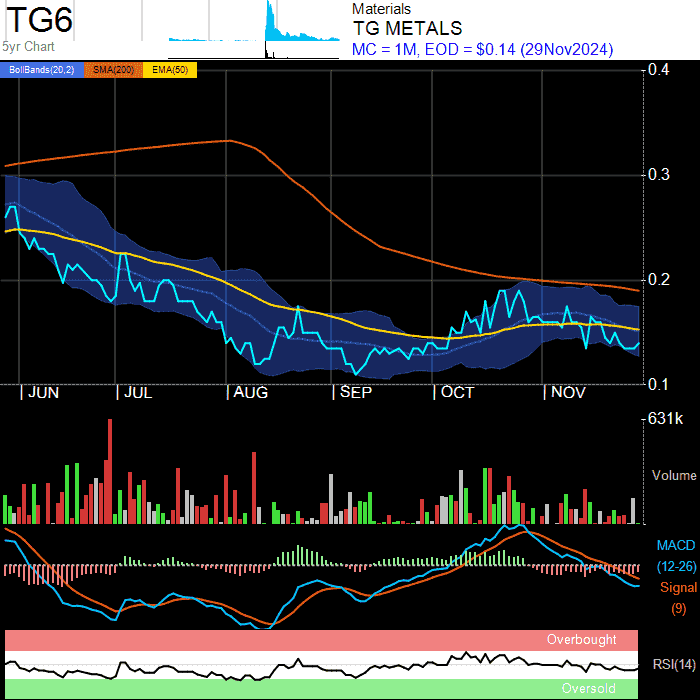 TG6
5yr Chart
Materials
TG METALS
MC = 1M, EOD = $0.14 (29Nov2024)
BollBands(20,2) SMA(200) EMA(50)
0.4
0.3
0.2
0.1
JUN JUL AUG SEP OCT NOV
631k
Volume
MACD
(12-26)
Signal
(9)
Overbought
RSI(14)
Oversold